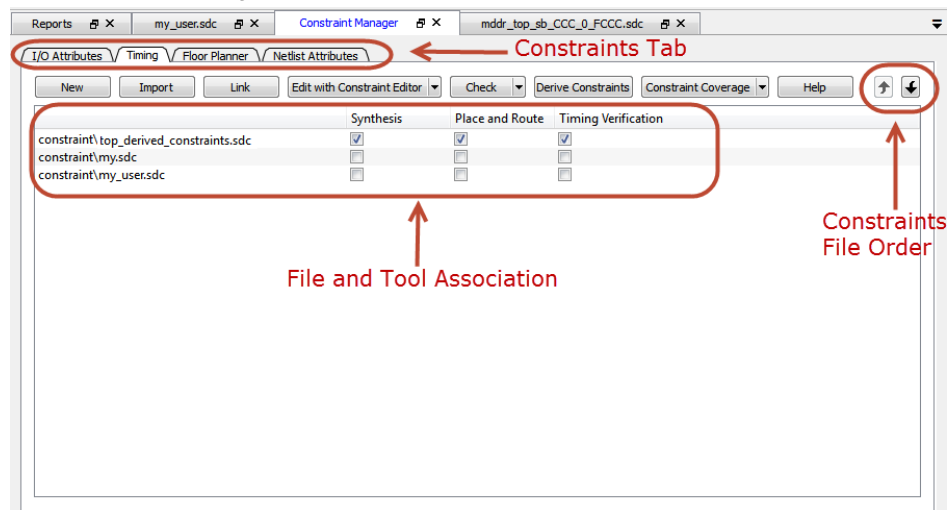 Reports my_user.sdc Constraint Manager mddr_top_sb_CCC_0_FCCC.sdc
Constraints Tab
I/O Attributes Timing Floor Planner Netlist Attributes
New Import Link Edit with Constraint Editor Check Derive Constraints Constraint Coverage Help
Synthesis Place and Route Timing Verification
constraint\top_derived_constraints.sdc
constraint\my.sdc
constraint\my_user.sdc
Constraints
File Order
File and Tool Association